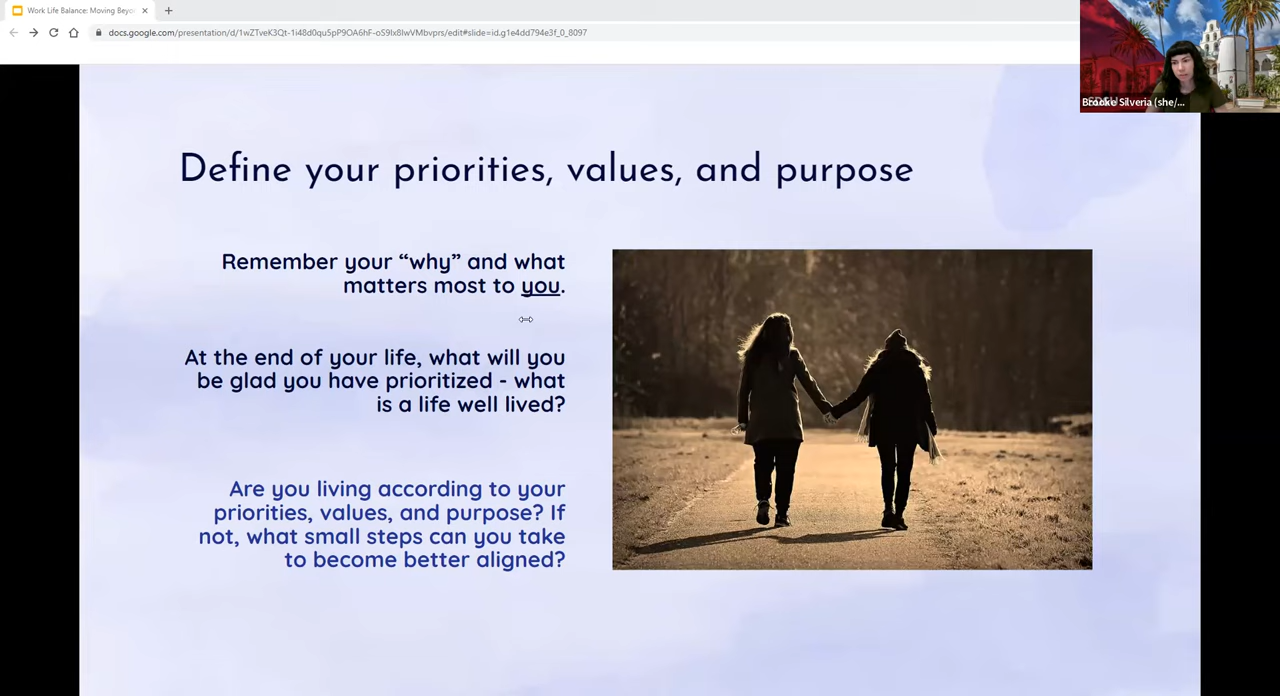 Work Life Balance: Moving Beyo
docs.google.com/presentation/d/1wZTveK3Qt-1i48d0qu5pP9OA6hF-oS9Ix8IwVMbvprs/edit#slide=id.g1e4dd794e3f_0_8097
Brooke Silveria (she/...
Define your priorities, values, and purpose
Remember your “why” and what
matters most to you.
At the end of your life, what will you
be glad you have prioritized - what
is a life well lived?
Are you living according to your
priorities, values, and purpose? If
not, what small steps can you take
to become better aligned?